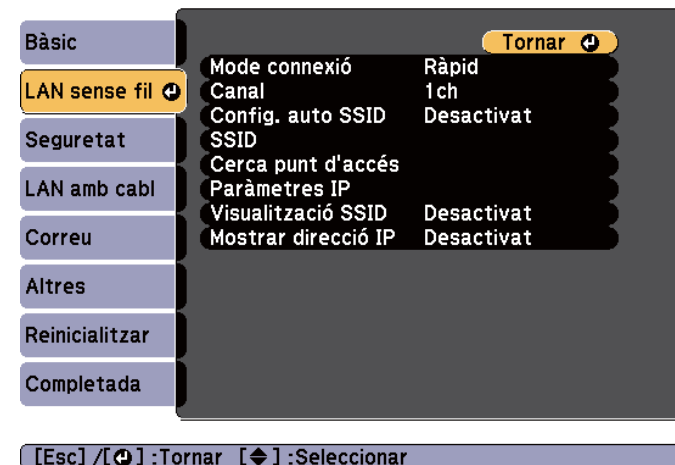 Bàsic
LAN sense fil
Seguretat
LAN amb cabl
Correu
Altres
Reinicialitzar
Completada
Tornar
Mode connexió Ràpid
Canal 1ch
Config. auto SSID Desactivat
SSID
Cerca punt d'accés
Paràmetres IP
Visualització SSID Desactivat
Mostrar direcció IP Desactivat
[Esc] /[⏎] :Tornar [◆] :Seleccionar